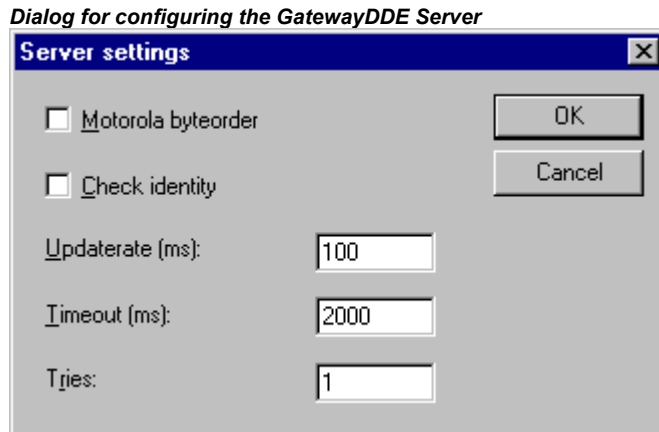 Dialog for configuring the GatewayDDE Server
Server settings
Motorola byteorder
OK
Check identity
Cancel
Updaterate (ms): 100
Timeout (ms): 2000
Tries: 1